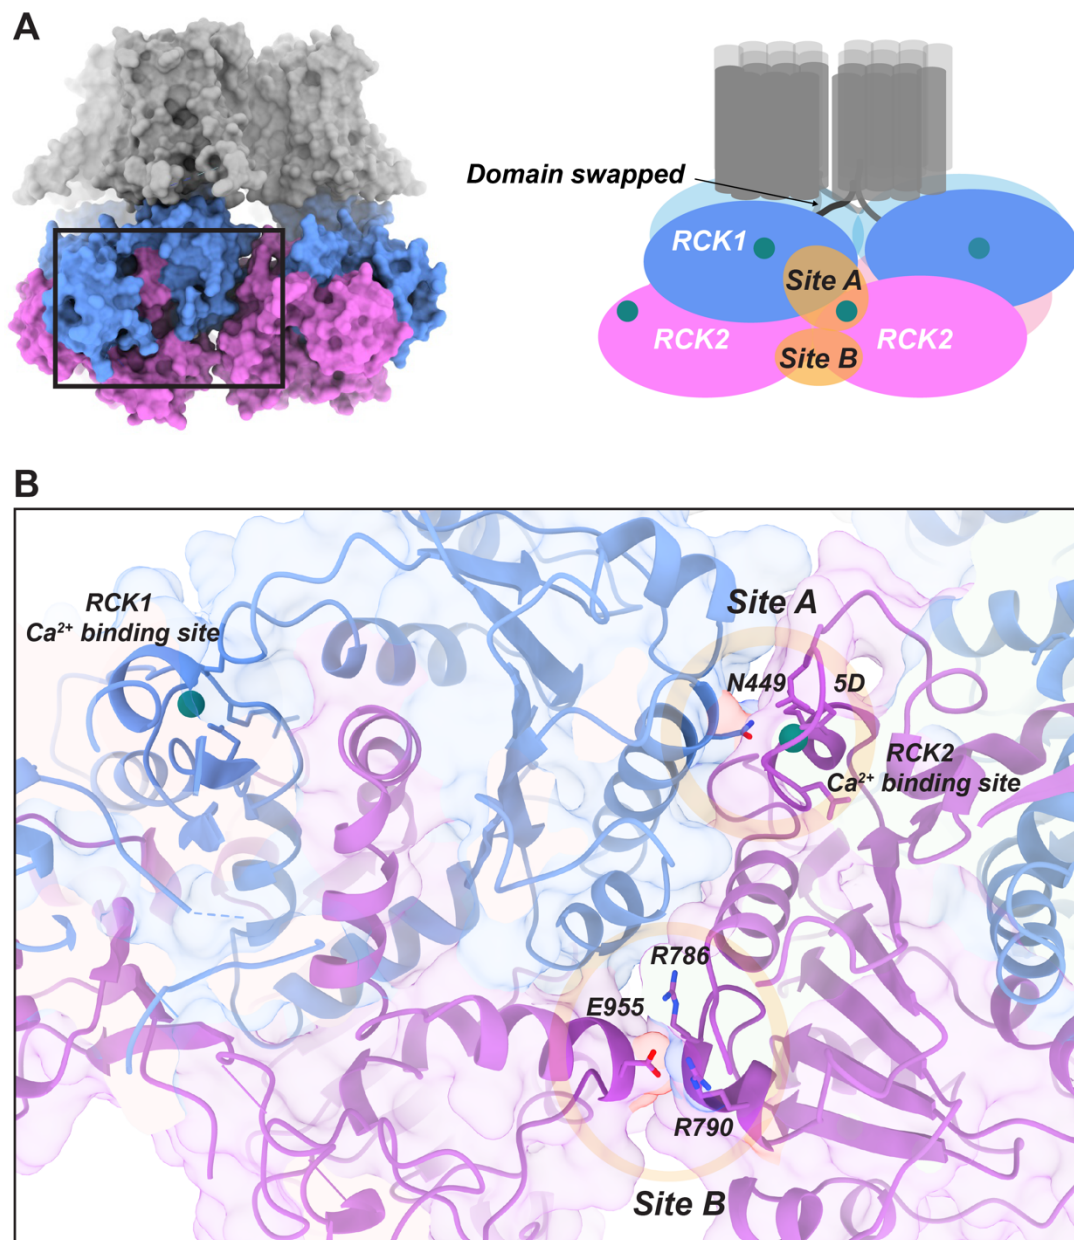 A
Domain swapped
RCK1
Site A
RCK2
RCK2
Site B
B
RCK1
Ca²⁺ binding site
Site A
N449
5D
RCK2
Ca²⁺ binding site
R786
E955
R790
Site B